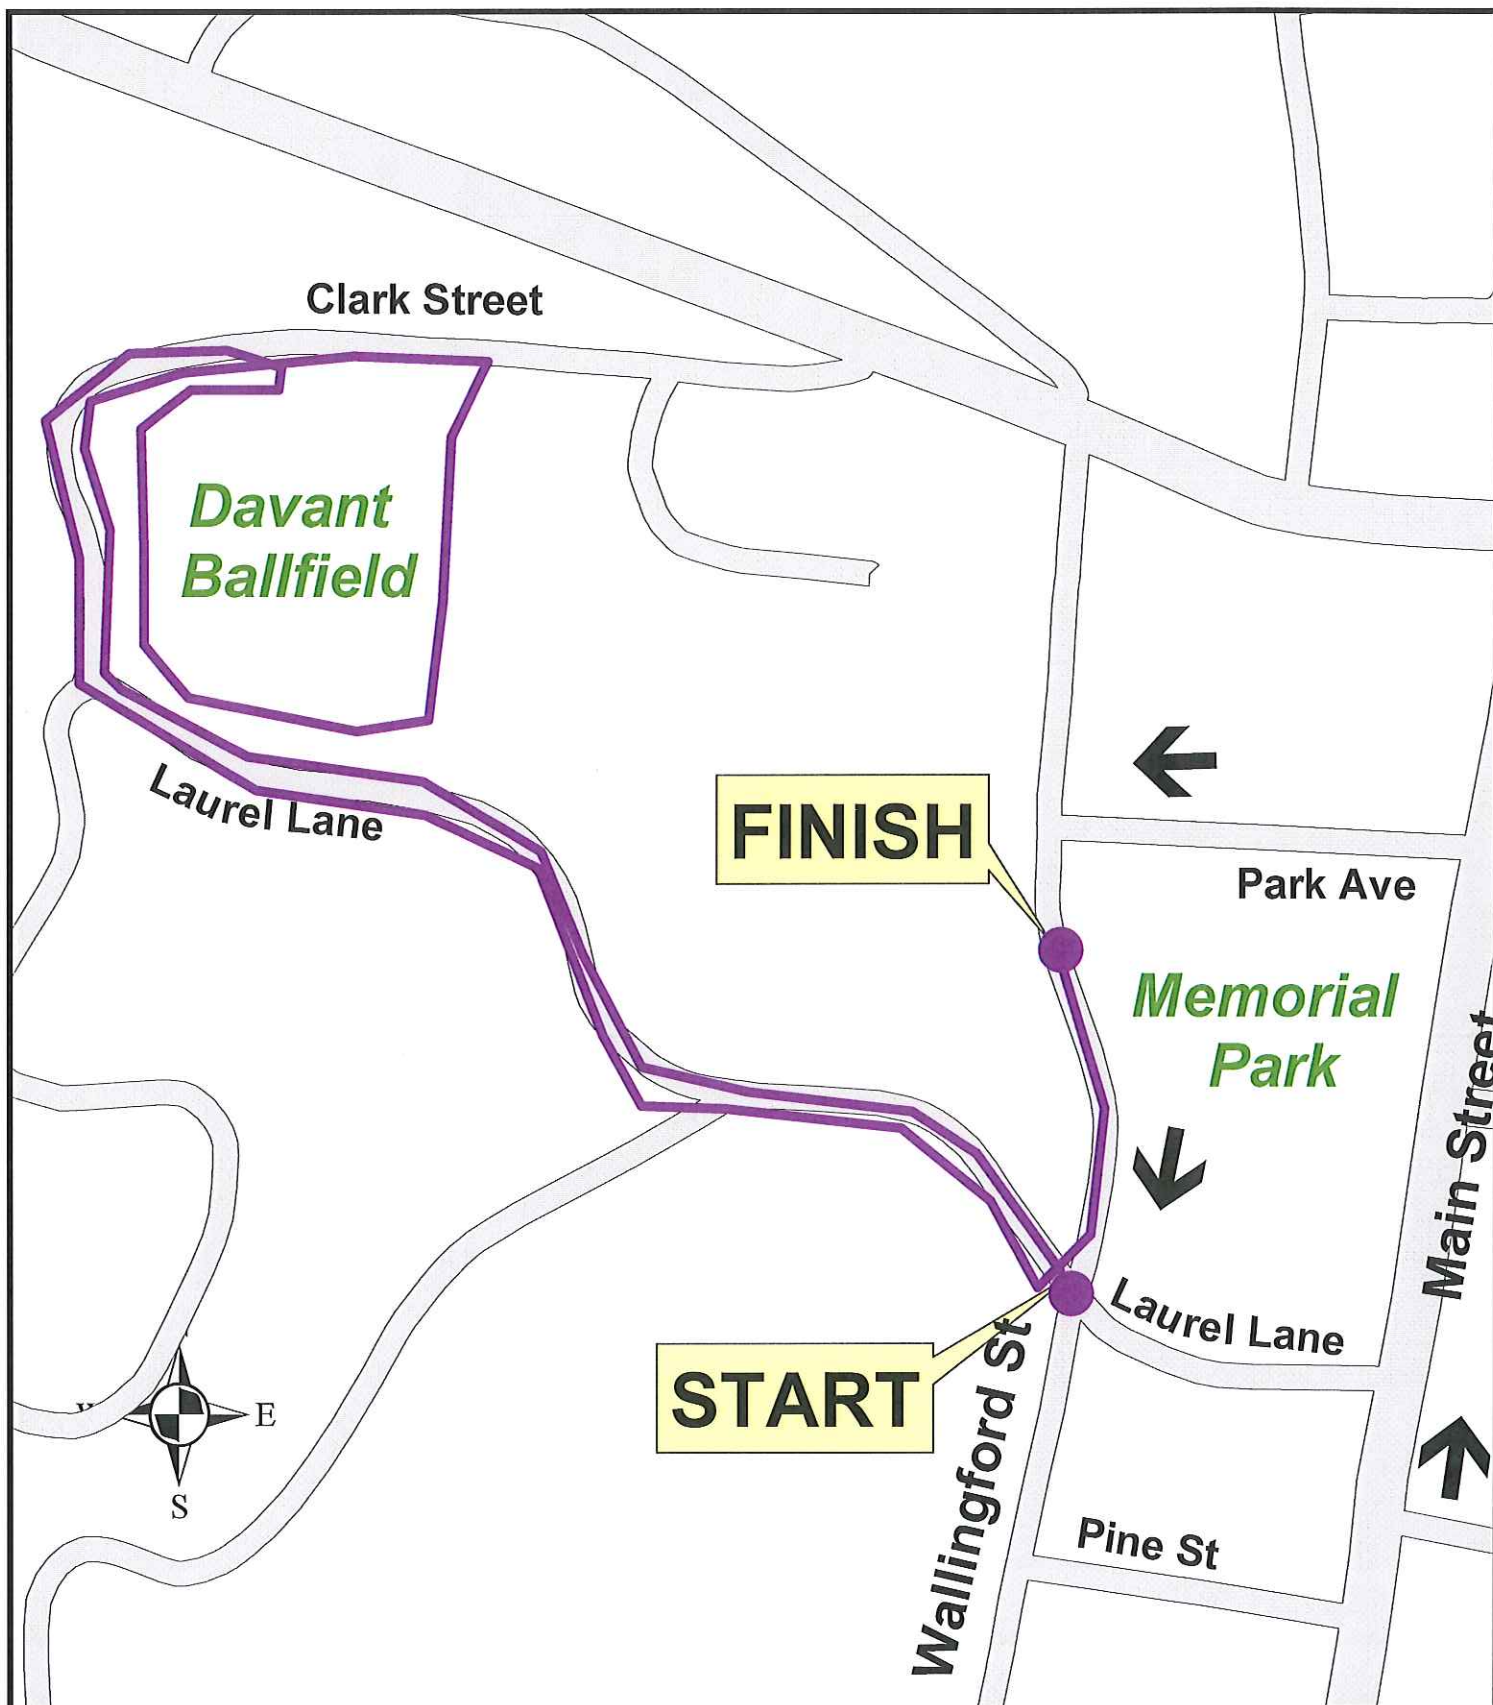 Clark Street
Davant
Ballfield
Laurel Lane
FINISH
Park Ave
Memorial
Park
Main Street
Laurel Lane
START
Wallingford St
Pine St
W
E
S